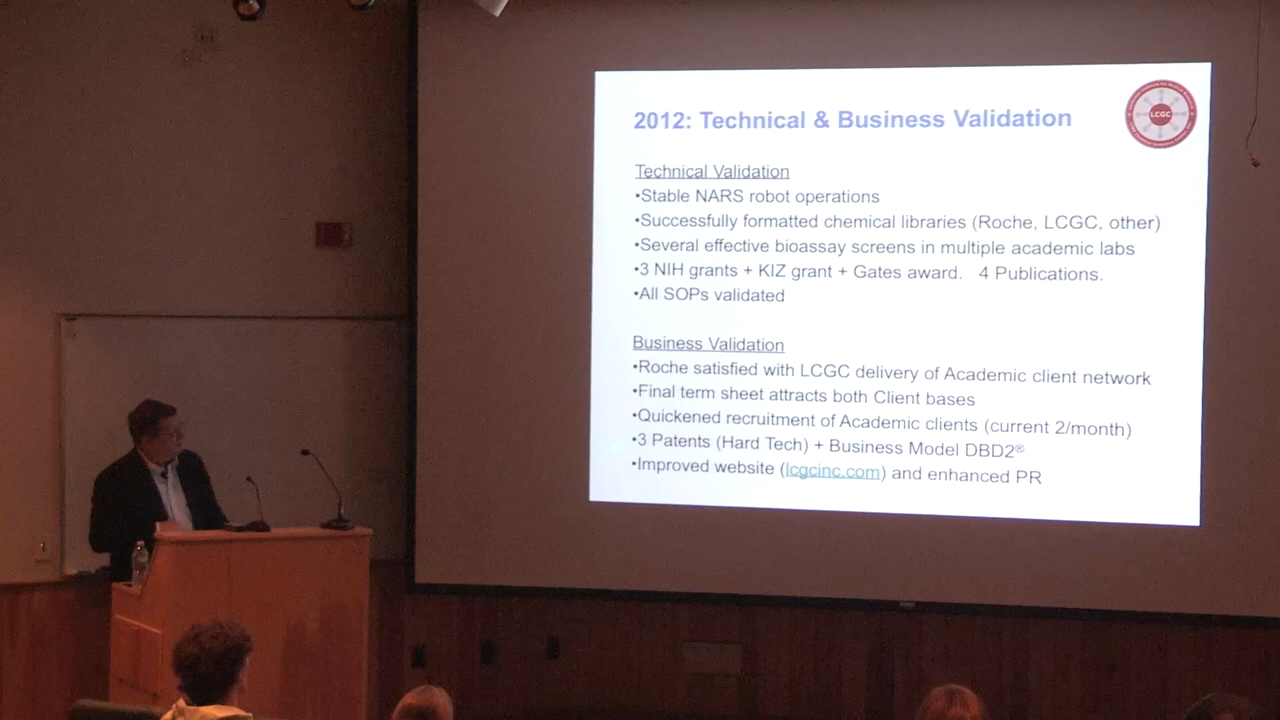 2012: Technical & Business Validation
LCGC
Technical Validation
•Stable NARS robot operations
•Successfully formatted chemical libraries (Roche, LCGC, other)
•Several effective bioassay screens in multiple academic labs
•3 NIH grants + KIZ grant + Gates award. 4 Publications.
•All SOPs validated
Business Validation
•Roche satisfied with LCGC delivery of Academic client network
•Final term sheet attracts both Client bases
•Quickened recruitment of Academic clients (current 2/month)
•3 Patents (Hard Tech) + Business Model DBD2®
•Improved website (lcgcinc.com) and enhanced PR